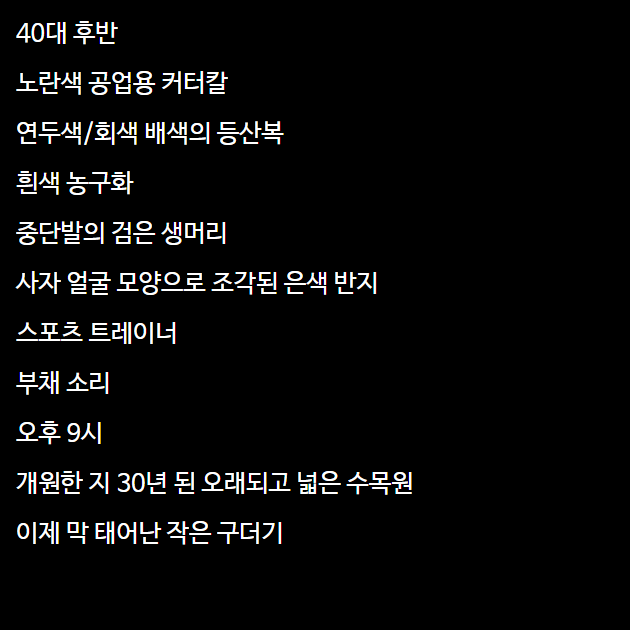 40대 후반
노란색 공업용 커터칼
연두색/회색 배색의 등산복
흰색 농구화
중단발의 검은 생머리
사자 얼굴 모양으로 조각된 은색 반지
스포츠 트레이너
부채 소리
오후 9시
개원한 지 30년 된 오래되고 넓은 수목원
이제 막 태어난 작은 구더기